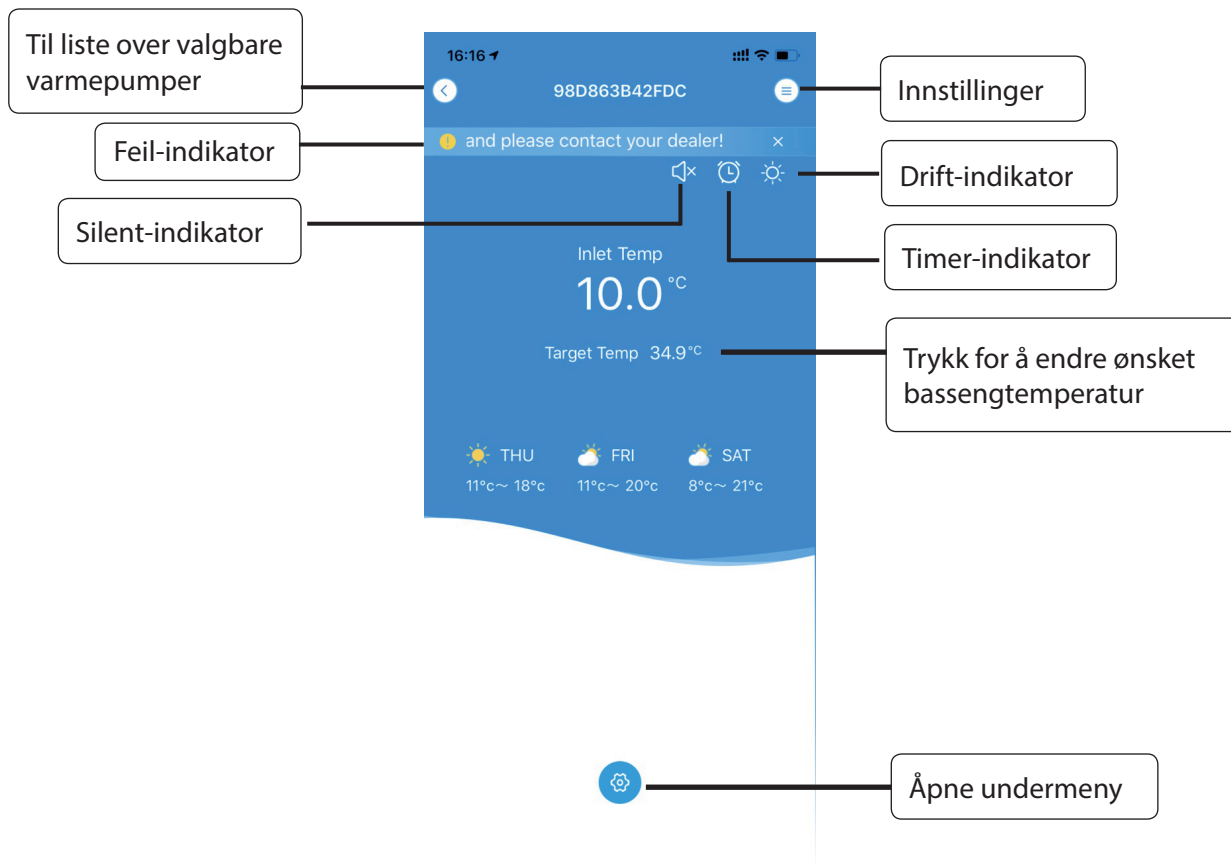 Til liste over valgbare
varmepumper
Feil-indikator
Silent-indikator
16:16
98D863B42FDC
and please contact your dealer!
Inlet Temp
10.0°C
Target Temp 34.9°C
THU FRI SAT
11°c～ 18°c 11°c～ 20°c 8°c～ 21°c
Innstillinger
Drift-indikator
Timer-indikator
Trykk for å endre ønsket
bassengtemperatur
Åpne undermeny